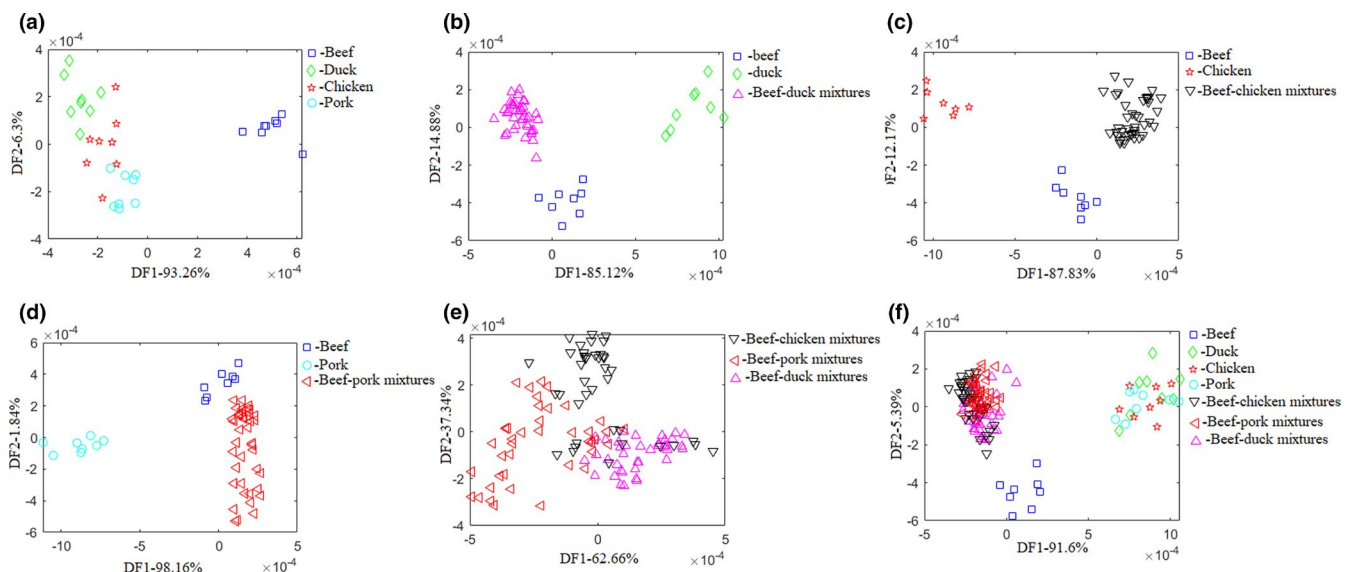 (a)
×10⁻⁴
4
2
0
-2
-4
DF2-6.3%
-4
-2
0
2
4
6
×10⁻⁴
DF1-93.26%
-Beef
-Duck
-Chicken
-Pork
(b)
×10⁻⁴
4
2
0
-2
-4
-6
DF2-14.88%
-5
0
5
10
×10⁻⁴
DF1-85.12%
-beef
-duck
-Beef-duck mixtures
(c)
×10⁻⁴
4
2
0
-2
-4
-6
DF2-12.17%
-10
-5
0
5
×10⁻⁴
DF1-87.83%
-Beef
-Chicken
-Beef-chicken mixtures
(d)
×10⁻⁴
6
4
2
0
-2
-4
-6
DF2-1.84%
-10
-5
0
5
×10⁻⁴
DF1-98.16%
-Beef
-Pork
-Beef-pork mixtures
(e)
×10⁻⁴
4
2
0
-2
-4
DF2-37.34%
-5
0
5
×10⁻⁴
DF1-62.66%
-Beef-chicken mixtures
-Beef-pork mixtures
-Beef-duck mixtures
(f)
×10⁻⁴
4
2
0
-2
-4
-6
DF2-5.39%
-5
0
5
10
×10⁻⁴
DF1-91.6%
-Beef
-Duck
-Chicken
-Pork
-Beef-chicken mixtures
-Beef-pork mixtures
-Beef-duck mixtures